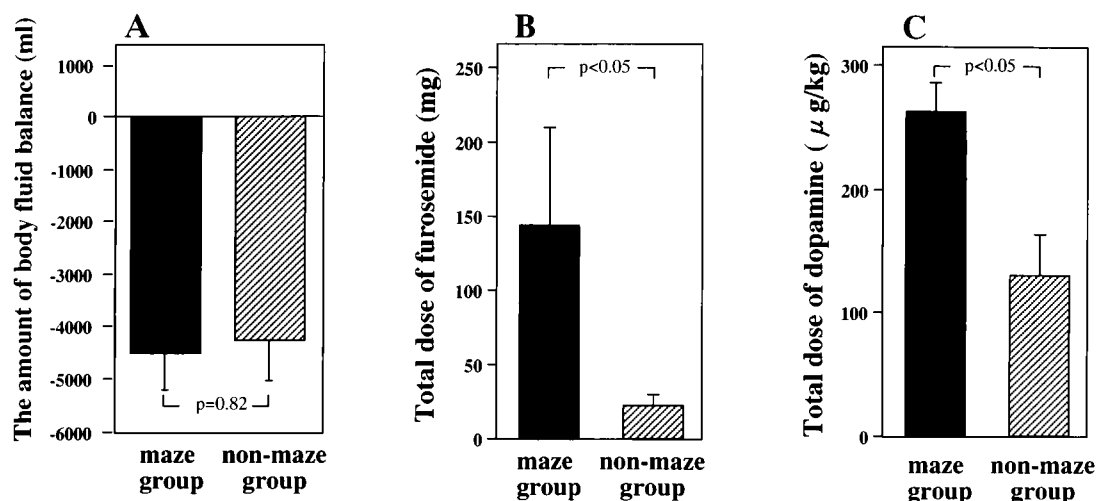 A
The amount of body fluid balance (ml)
1000
0
-1000
-2000
-3000
-4000
-5000
-6000
p=0.82
maze group
non-maze group
B
Total dose of furosemide (mg)
250
200
150
100
50
0
p<0.05
maze group
non-maze group
C
Total dose of dopamine ( μ g/kg)
300
200
100
0
p<0.05
maze group
non-maze group